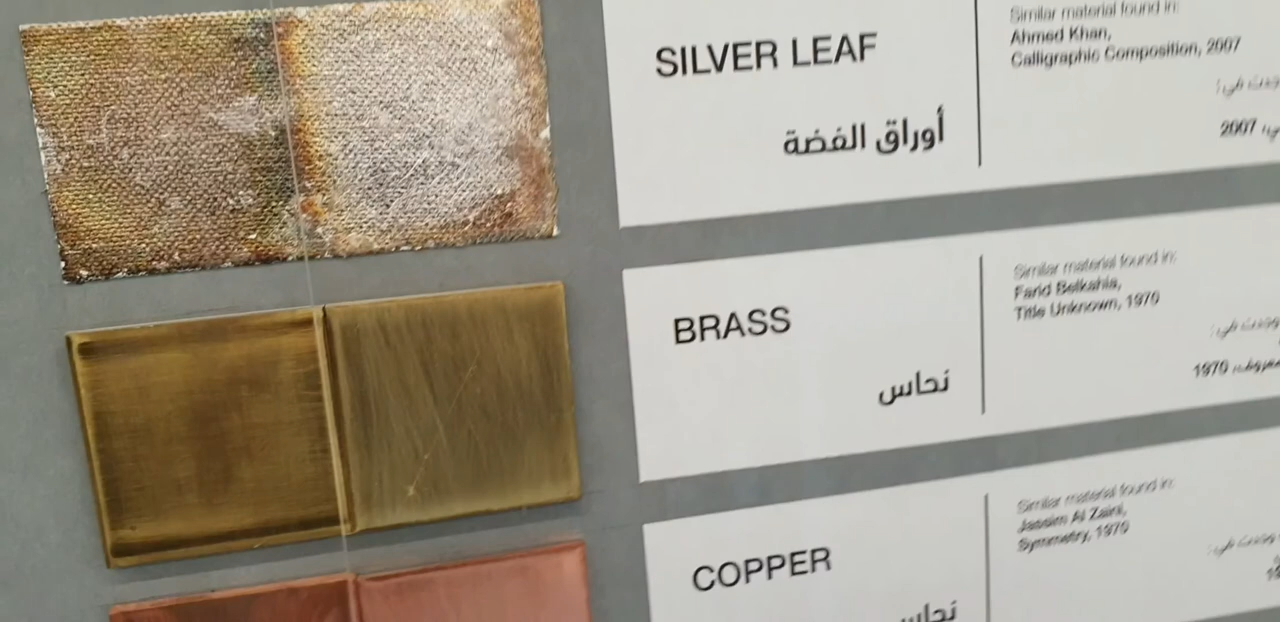 SILVER LEAF
أوراق الفضة
Similar material found in:
Ahmed Khan,
Calligraphic Composition, 2007
2007
BRASS
نحاس
Similar material found in:
Farid Belkahia,
Title Unknown, 1970
1970
COPPER
نحاس
Similar material found in:
Jassim Al Zaini,
Symmetry, 1970